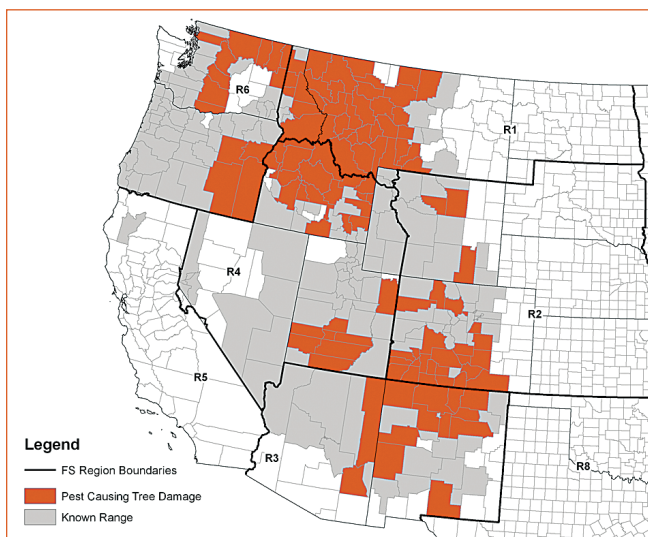 R6
R1
R4
R2
R5
R3
R8
Legend
FS Region Boundaries
Pest Causing Tree Damage
Known Range